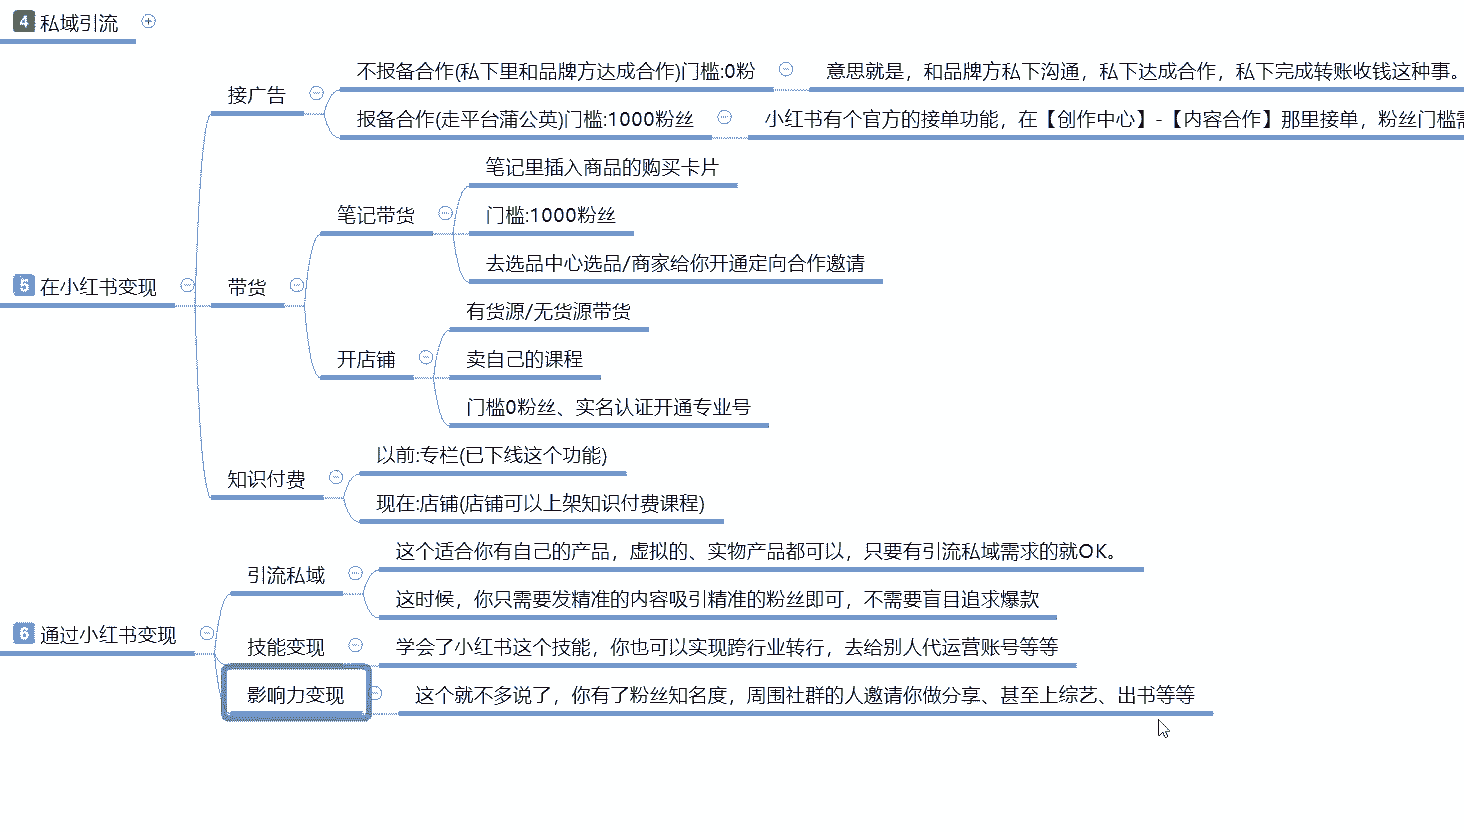 4 私域引流
不报备合作(私下里和品牌方达成合作)门槛:0粉
意思就是，和品牌方私下沟通，私下达成合作，私下完成转账收钱这种事。
接广告
报备合作(走平台蒲公英)门槛:1000粉丝
小红书有个官方的接单功能，在【创作中心】-【内容合作】那里接单，粉丝门槛需
笔记里插入商品的购买卡片
笔记带货
门槛:1000粉丝
去选品中心选品/商家给你开通定向合作邀请
5 在小红书变现
带货
有货源/无货源带货
开店铺
卖自己的课程
门槛0粉丝、实名认证开通专业号
以前:专栏(已下线这个功能)
知识付费
现在:店铺(店铺可以上架知识付费课程)
这个适合你有自己的产品，虚拟的、实物产品都可以，只要有引流私域需求的就OK。
引流私域
这时候，你只需要发精准的内容吸引精准的粉丝即可，不需要盲目追求爆款
6 通过小红书变现
技能变现
学会了小红书这个技能，你也可以实现跨行业转行，去给别人代运营账号等等
影响力变现
这个就不多说了，你有了粉丝知名度，周围社群的人邀请你做分享、甚至上综艺、出书等等